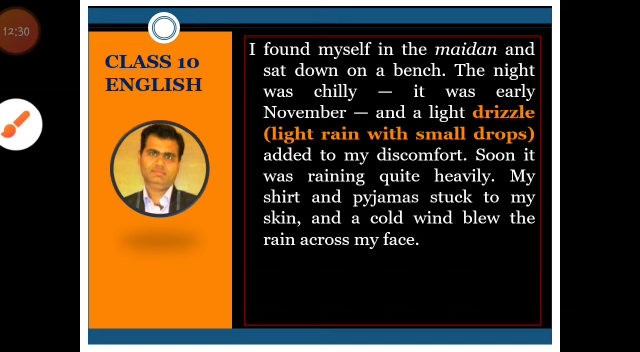 12:30
CLASS 10
ENGLISH
I found myself in the maidan and
sat down on a bench. The night
was chilly — it was early
November — and a light drizzle
(light rain with small drops)
added to my discomfort. Soon it
was raining quite heavily. My
shirt and pyjamas stuck to my
skin, and a cold wind blew the
rain across my face.